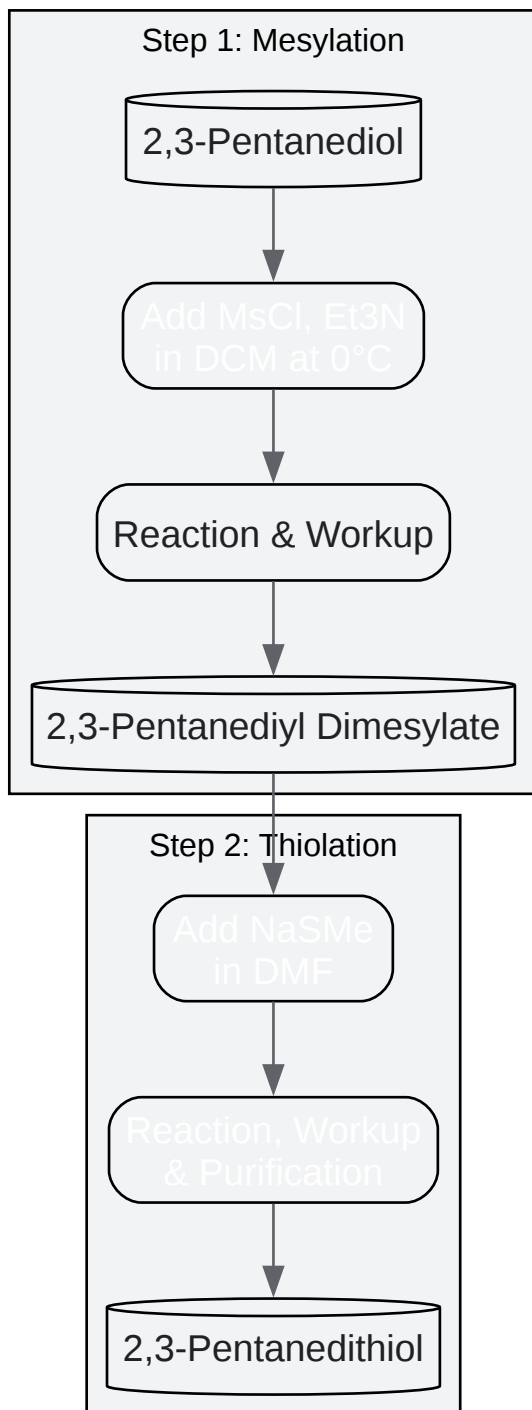 Step 1: Mesylation
2,3-Pentanediol
Add MsCl, Et3N
in DCM at 0°C
Reaction & Workup
2,3-Pentanediyl Dimesylate
Step 2: Thiolation
Add NaSMe
in DMF
Reaction, Workup
& Purification
2,3-Pentanedithiol